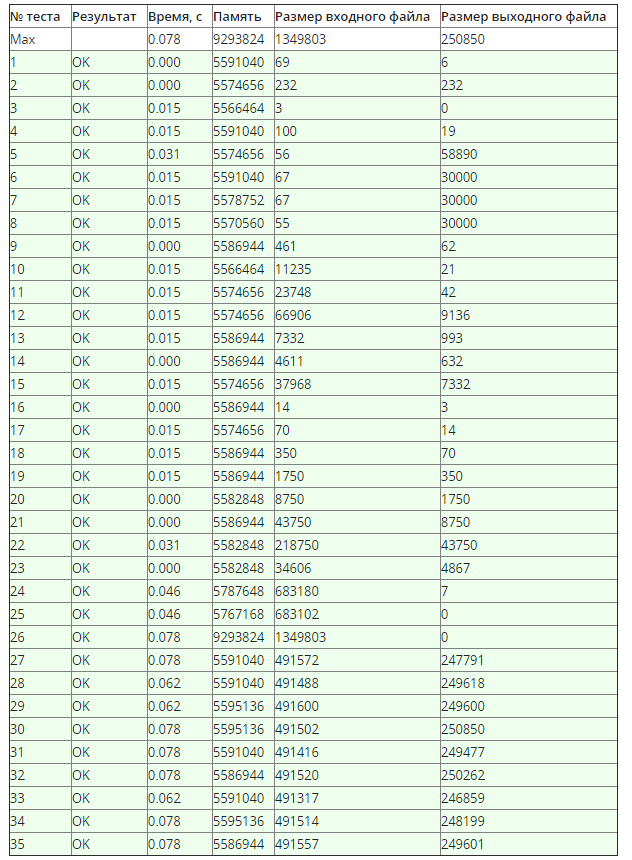 № теста Результат Время, с Память Размер входного файла Размер выходного файла
Max 0.078 9293824 1349803 250850
1 OK 0.000 5591040 69 6
2 OK 0.000 5574656 232 232
3 OK 0.015 5566464 3 0
4 OK 0.015 5591040 100 19
5 OK 0.031 5574656 56 58890
6 OK 0.015 5591040 67 30000
7 OK 0.015 5578752 67 30000
8 OK 0.015 5570560 55 30000
9 OK 0.000 5586944 461 62
10 OK 0.015 5566464 11235 21
11 OK 0.015 5574656 23748 42
12 OK 0.015 5574656 66906 9136
13 OK 0.015 5586944 7332 993
14 OK 0.000 5586944 4611 632
15 OK 0.015 5574656 37968 7332
16 OK 0.000 5586944 14 3
17 OK 0.015 5574656 70 14
18 OK 0.015 5586944 350 70
19 OK 0.015 5586944 1750 350
20 OK 0.000 5582848 8750 1750
21 OK 0.000 5586944 43750 8750
22 OK 0.031 5582848 218750 43750
23 OK 0.000 5582848 34606 4867
24 OK 0.046 5787648 683180 7
25 OK 0.046 5767168 683102 0
26 OK 0.078 9293824 1349803 0
27 OK 0.078 5591040 491572 247791
28 OK 0.062 5591040 491488 249618
29 OK 0.062 5595136 491600 249600
30 OK 0.078 5595136 491502 250850
31 OK 0.078 5591040 491416 249477
32 OK 0.078 5586944 491520 250262
33 OK 0.062 5591040 491317 246859
34 OK 0.078 5595136 491514 248199
35 OK 0.078 5586944 491557 249601